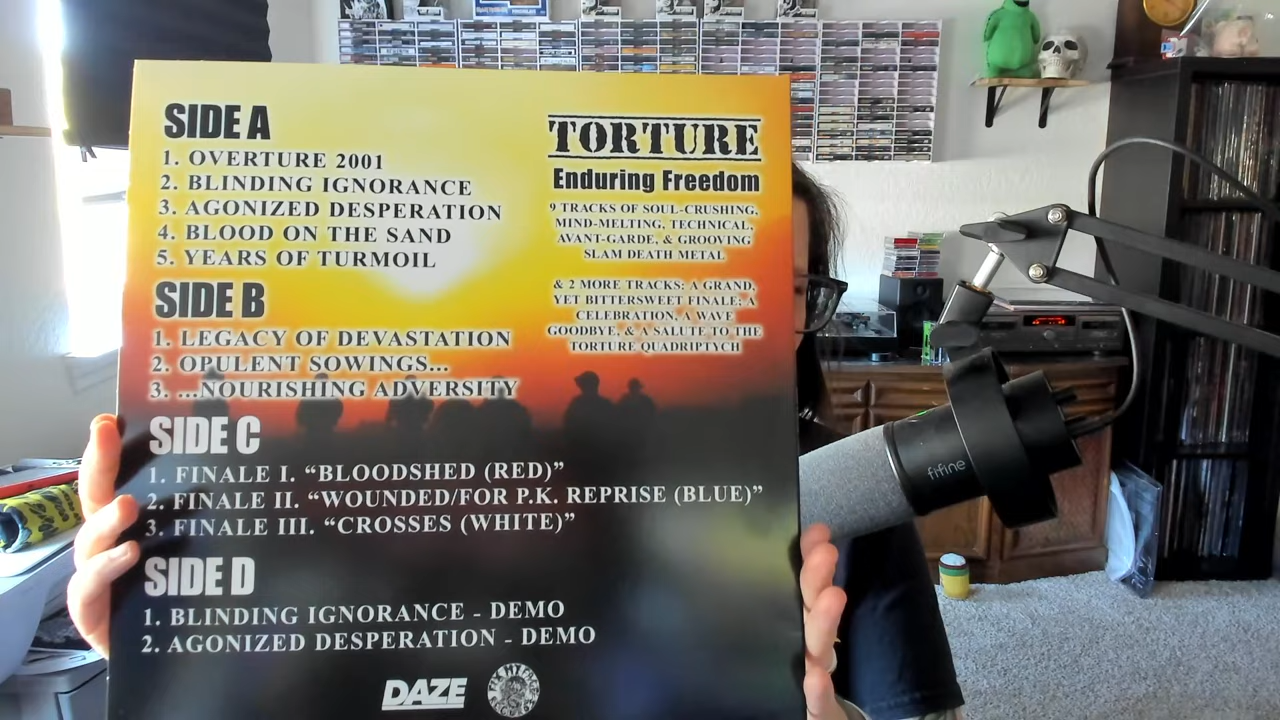 SIDE A
1. OVERTURE 2001
2. BLINDING IGNORANCE
3. AGONIZED DESPERATION
4. BLOOD ON THE SAND
5. YEARS OF TURMOIL
SIDE B
1. LEGACY OF DEVASTATION
2. OPULENT SOWINGS...
3. ...NOURISHING ADVERSITY
SIDE C
1. FINALE I. “BLOODSHED (RED)”
2. FINALE II. “WOUNDED/FOR P.K. REPRISE (BLUE)”
3. FINALE III. “CROSSES (WHITE)”
SIDE D
1. BLINDING IGNORANCE - DEMO
2. AGONIZED DESPERATION - DEMO
DAZE
TORTURE
Enduring Freedom
9 TRACKS OF SOUL-CRUSHING,
MIND-MELTING, TECHNICAL,
AVANT-GARDE, & GROOVING
SLAM DEATH METAL
& 2 MORE TRACKS: A GRAND,
YET BITTERSWEET FINALE; A
CELEBRATION, A WAVE
GOODBYE, & A SALUTE TO THE
TORTURE QUADRIPTYCH
fifine